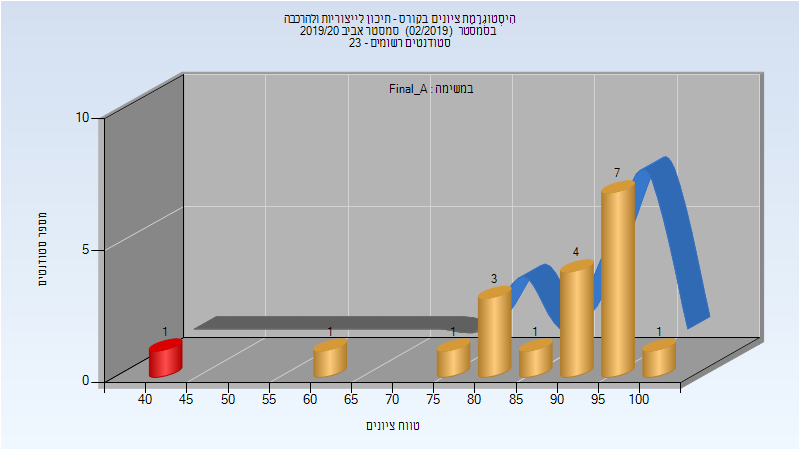 היסטוגרמת ציונים בקורס - תיכון לייצוריות ולהרכבה
בסמסטר (02/2019) סמסטר אביב 2019/20
סטודנטים רשומים - 23
במשימה : Final_A
מספר סטודנטים
10
5
0
1
1
1
3
1
4
7
1
40 45 50 55 60 65 70 75 80 85 90 95 100
טווח ציונים